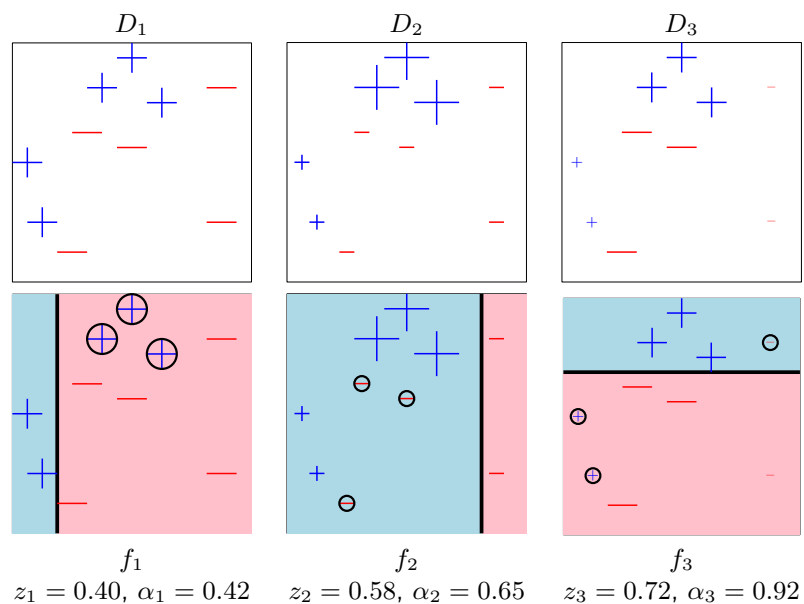 D₁ D₂ D₃
f₁ f₂ f₃
z₁ = 0.40, α₁ = 0.42 z₂ = 0.58, α₂ = 0.65 z₃ = 0.72, α₃ = 0.92